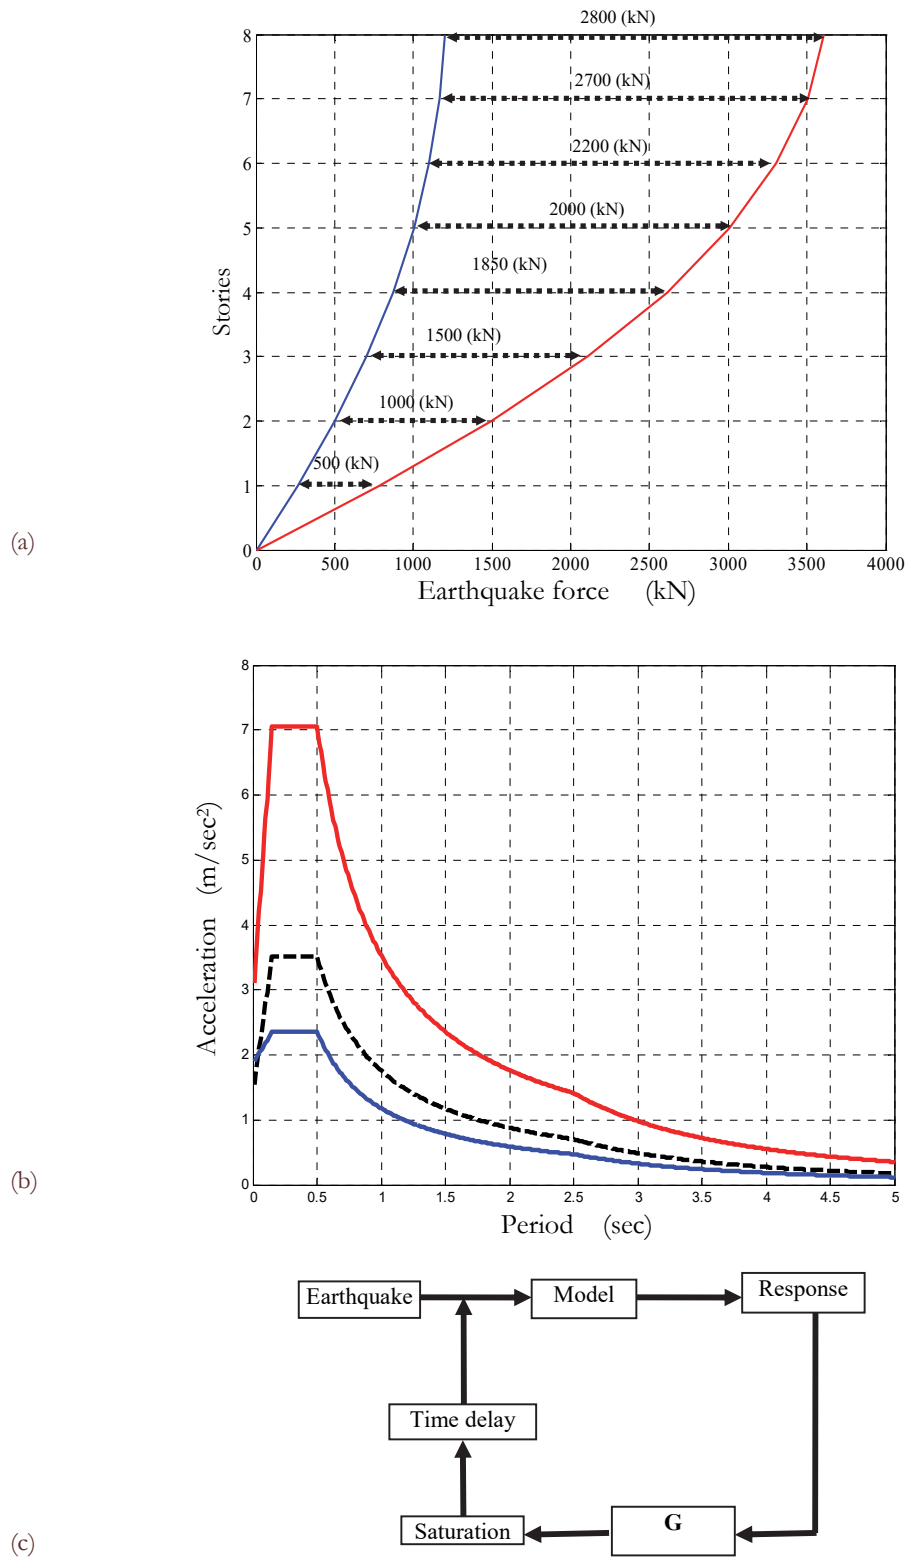 2800 (kN)
8
2700 (kN)
7
2200 (kN)
6
2000 (kN)
5
1850 (kN)
4
1500 (kN)
3
1000 (kN)
2
500 (kN)
1
0
Stories
0 500 1000 1500 2000 2500 3000 3500 4000
Earthquake force (kN)
(a)
8
7
6
5
4
3
2
1
0
Acceleration (m/sec²)
0 0.5 1 1.5 2 2.5 3 3.5 4 4.5 5
Period (sec)
(b)
Earthquake
Model
Response
Time delay
Saturation
G
(c)